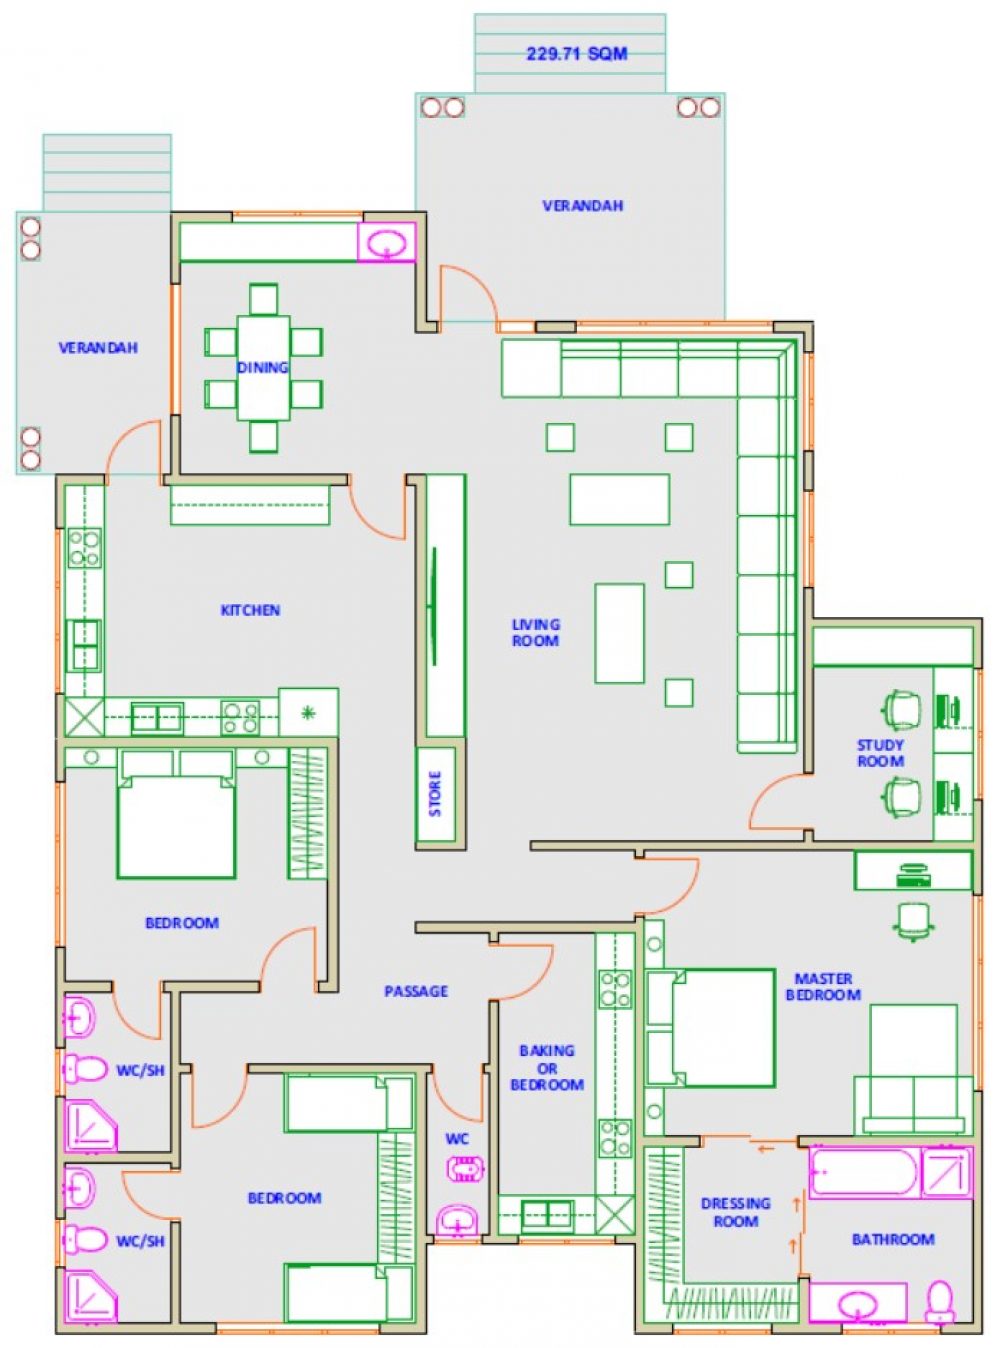 229.71 SQM
VERANDAH
VERANDAH
DINING
KITCHEN
LIVING
ROOM
STUDY
ROOM
STORE
BEDROOM
PASSAGE
MASTER
BEDROOM
BAKING
OR
BEDROOM
WC/SH
WC
BEDROOM
DRESSING
ROOM
WC/SH
BATHROOM